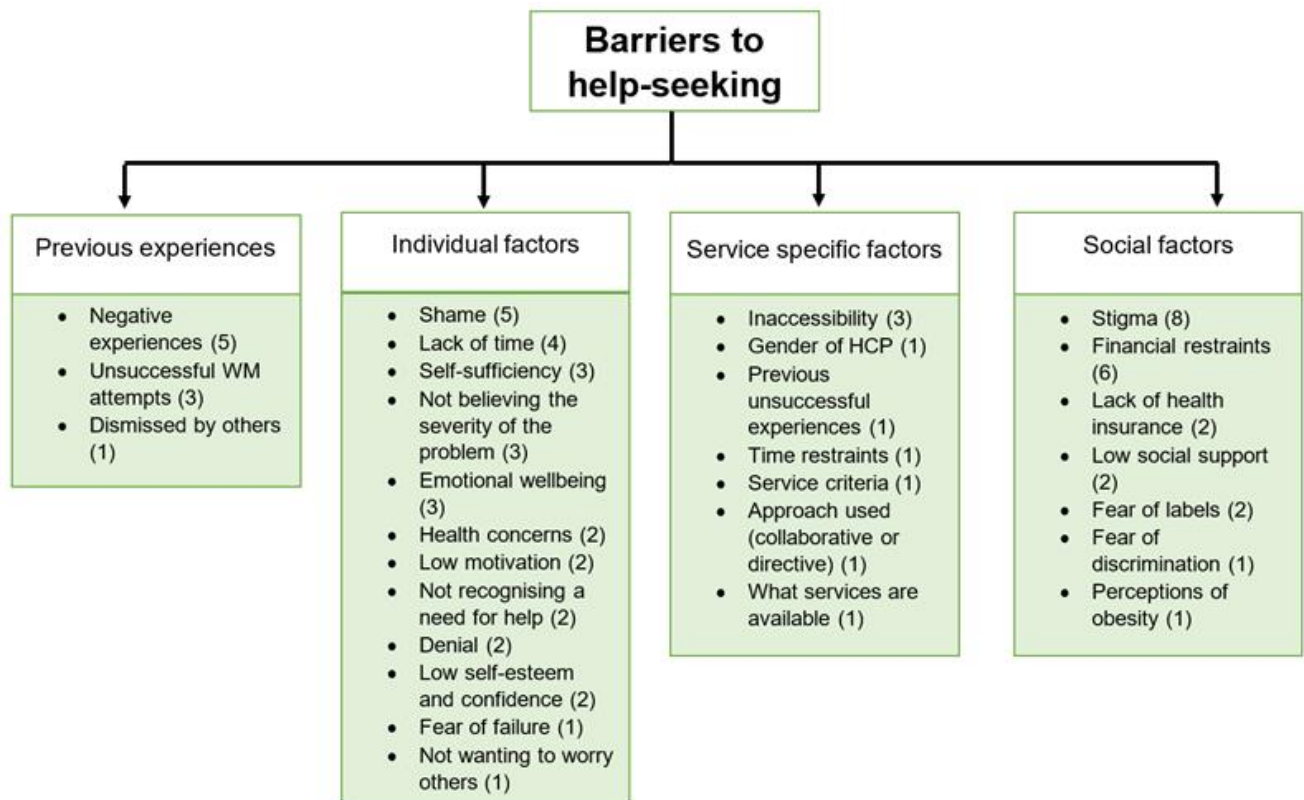 Barriers to
help-seeking
Previous experiences
• Negative
experiences (5)
• Unsuccessful WM
attempts (3)
• Dismissed by others
(1)
Individual factors
• Shame (5)
• Lack of time (4)
• Self-sufficiency (3)
• Not believing the
severity of the
problem (3)
• Emotional wellbeing
(3)
• Health concerns (2)
• Low motivation (2)
• Not recognising a
need for help (2)
• Denial (2)
• Low self-esteem
and confidence (2)
• Fear of failure (1)
• Not wanting to worry
others (1)
Service specific factors
• Inaccessibility (3)
• Gender of HCP (1)
• Previous
unsuccessful
experiences (1)
• Time restraints (1)
• Service criteria (1)
• Approach used
(collaborative or
directive) (1)
• What services are
available (1)
Social factors
• Stigma (8)
• Financial restraints
(6)
• Lack of health
insurance (2)
• Low social support
(2)
• Fear of labels (2)
• Fear of
discrimination (1)
• Perceptions of
obesity (1)